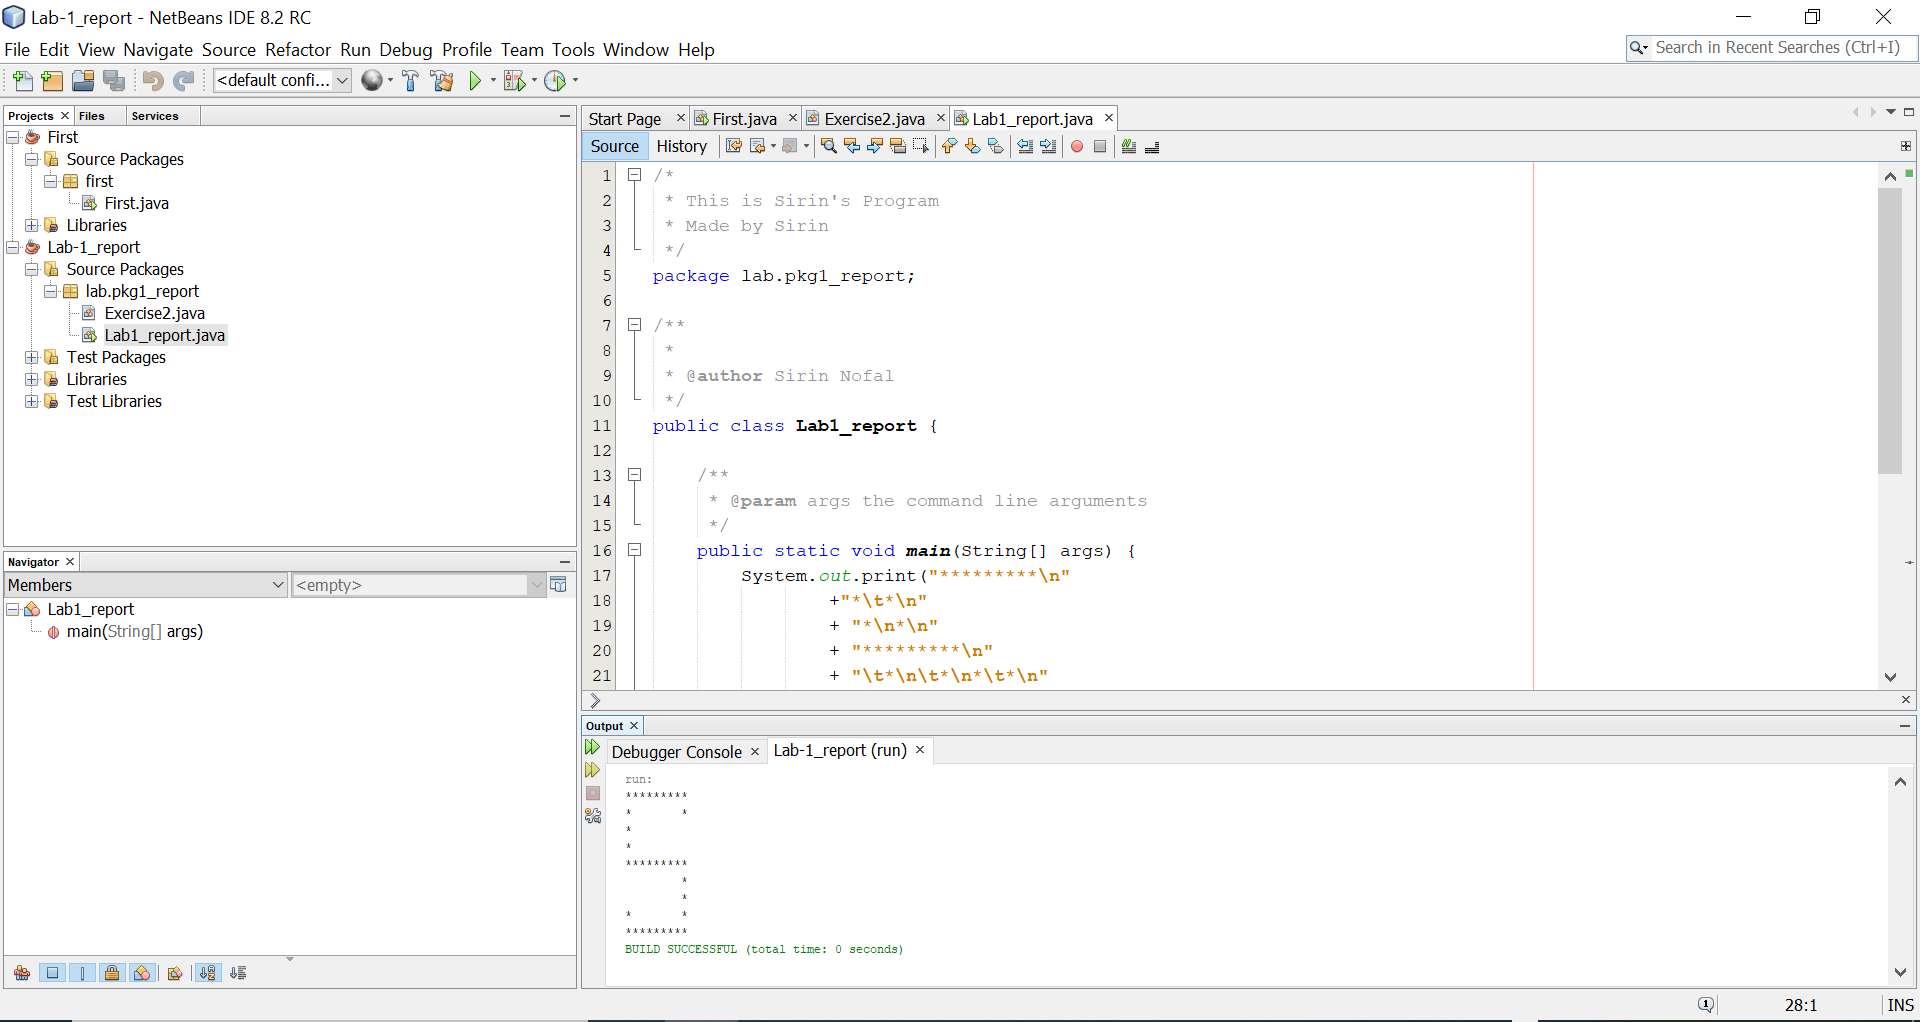 Lab-1_report - NetBeans IDE 8.2 RC
File Edit View Navigate Source Refactor Run Debug Profile Team Tools Window Help
Search in Recent Searches (Ctrl+I)
<default confi...
Projects Files Services
First
Source Packages
first
First.java
Libraries
Lab-1_report
Source Packages
lab.pkg1_report
Exercise2.java
Lab1_report.java
Test Packages
Libraries
Test Libraries
Navigator
Members <empty>
Lab1_report
main(String[] args)
Start Page First.java Exercise2.java Lab1_report.java
Source History
1 /*
2 * This is Sirin's Program
3 * Made by Sirin
4 */
5 package lab.pkg1_report;
6
7 /**
8 *
9 * @author Sirin Nofal
10 */
11 public class Lab1_report {
12
13 /**
14 * @param args the command line arguments
15 */
16 public static void main(String[] args) {
17 System.out.print("*********\n"
18 +"*\t*\n"
19 + "*\n*\n"
20 + "*********\n"
21 + "\t*\n\t*\n*\t*\n"
Output
Debugger Console Lab-1_report (run)
run:
*********
*       *
*
*
*********
        *
        *
*       *
*********
BUILD SUCCESSFUL (total time: 0 seconds)
28:1 INS